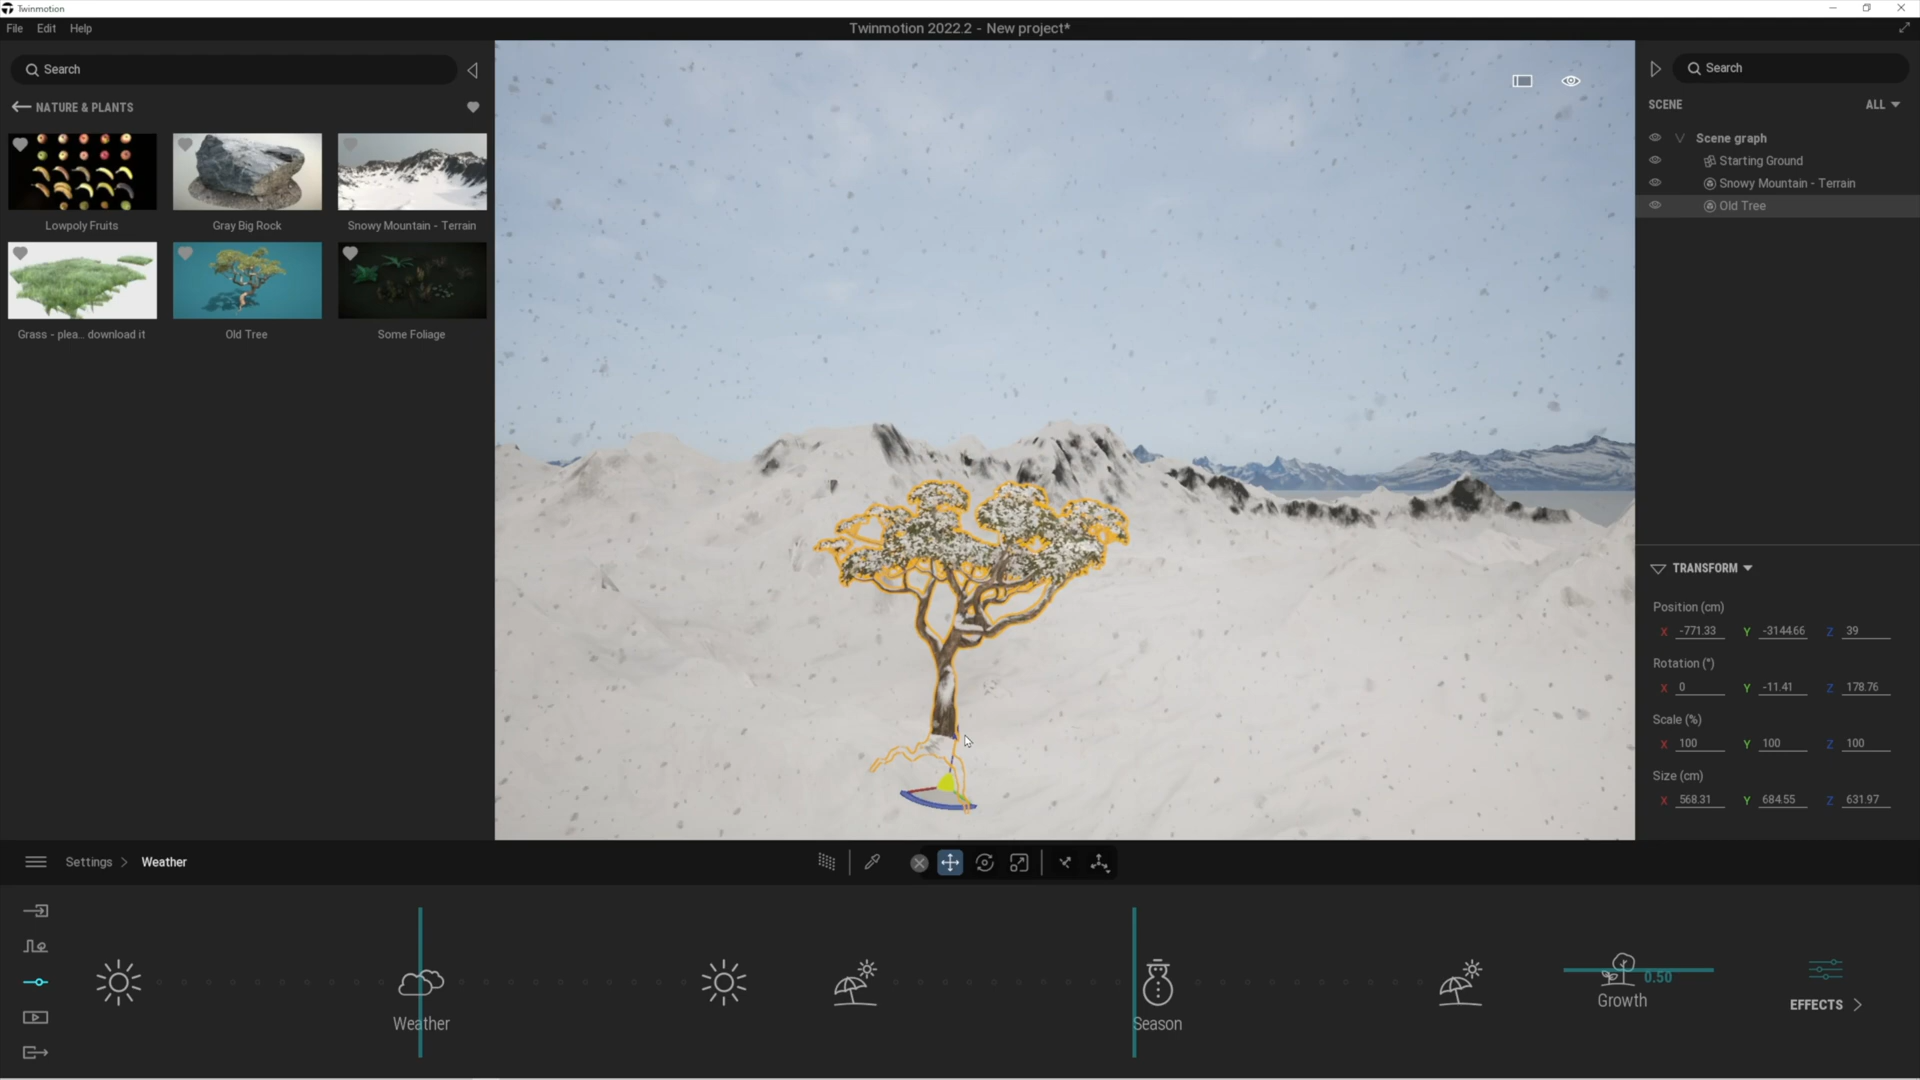 Twinmotion
File Edit Help
Twinmotion 2022.2 - New project*
Search
NATURE & PLANTS
Lowpoly Fruits
Gray Big Rock
Snowy Mountain - Terrain
Grass - plea... download it
Old Tree
Some Foliage
Search
SCENE
ALL
Scene graph
Starting Ground
Snowy Mountain - Terrain
Old Tree
TRANSFORM
Position (cm)
X -771.33 Y -3144.66 Z 39
Rotation (°)
X 0 Y -11.41 Z 178.76
Scale (%)
X 100 Y 100 Z 100
Size (cm)
X 568.31 Y 684.55 Z 631.97
Settings > Weather
Weather
Season
0.50
Growth
EFFECTS >